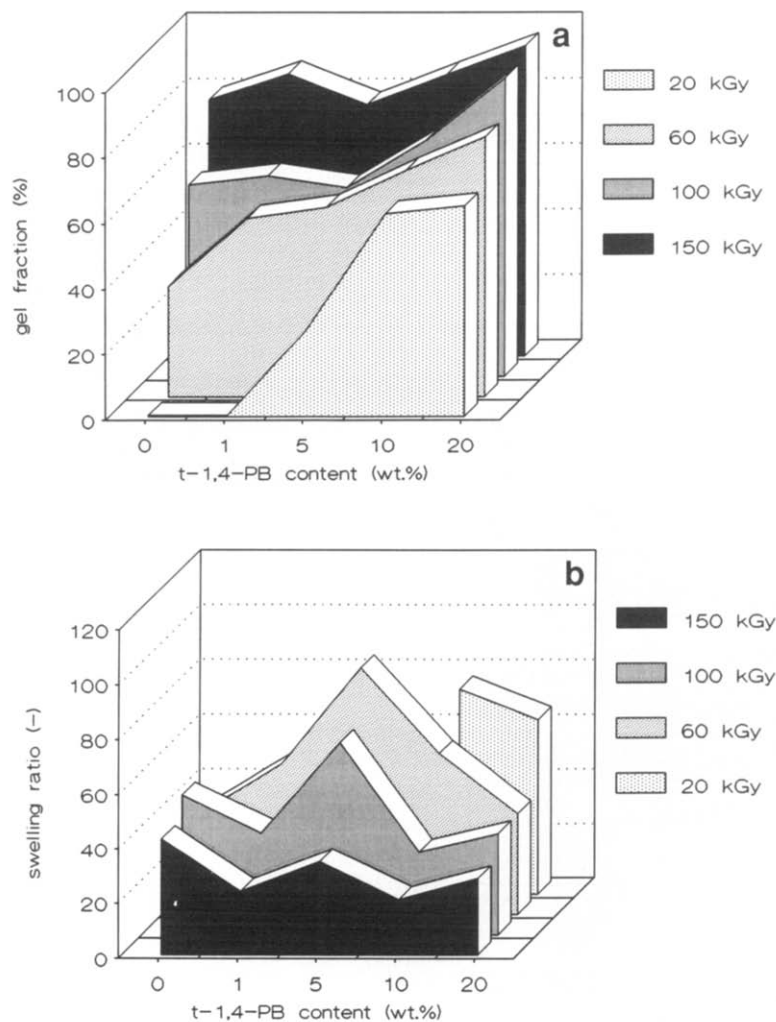 a
100
80
60
40
20
0
gel fraction (%)
0 1 5 10 20
t-1,4-PB content (wt.%)
20 kGy
60 kGy
100 kGy
150 kGy
b
120
100
80
60
40
20
0
swelling ratio (-)
0 1 5 10 20
t-1,4-PB content (wt.%)
150 kGy
100 kGy
60 kGy
20 kGy